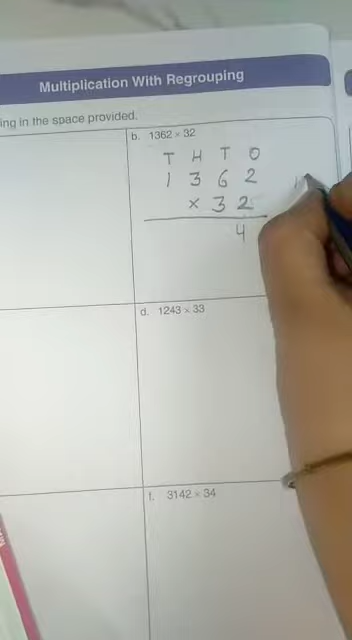 Multiplication With Regrouping
ing in the space provided.
b. 1362 × 32
T H T O
1 3 6 2
× 3 2
4
d. 1243 × 33
f. 3142 × 34